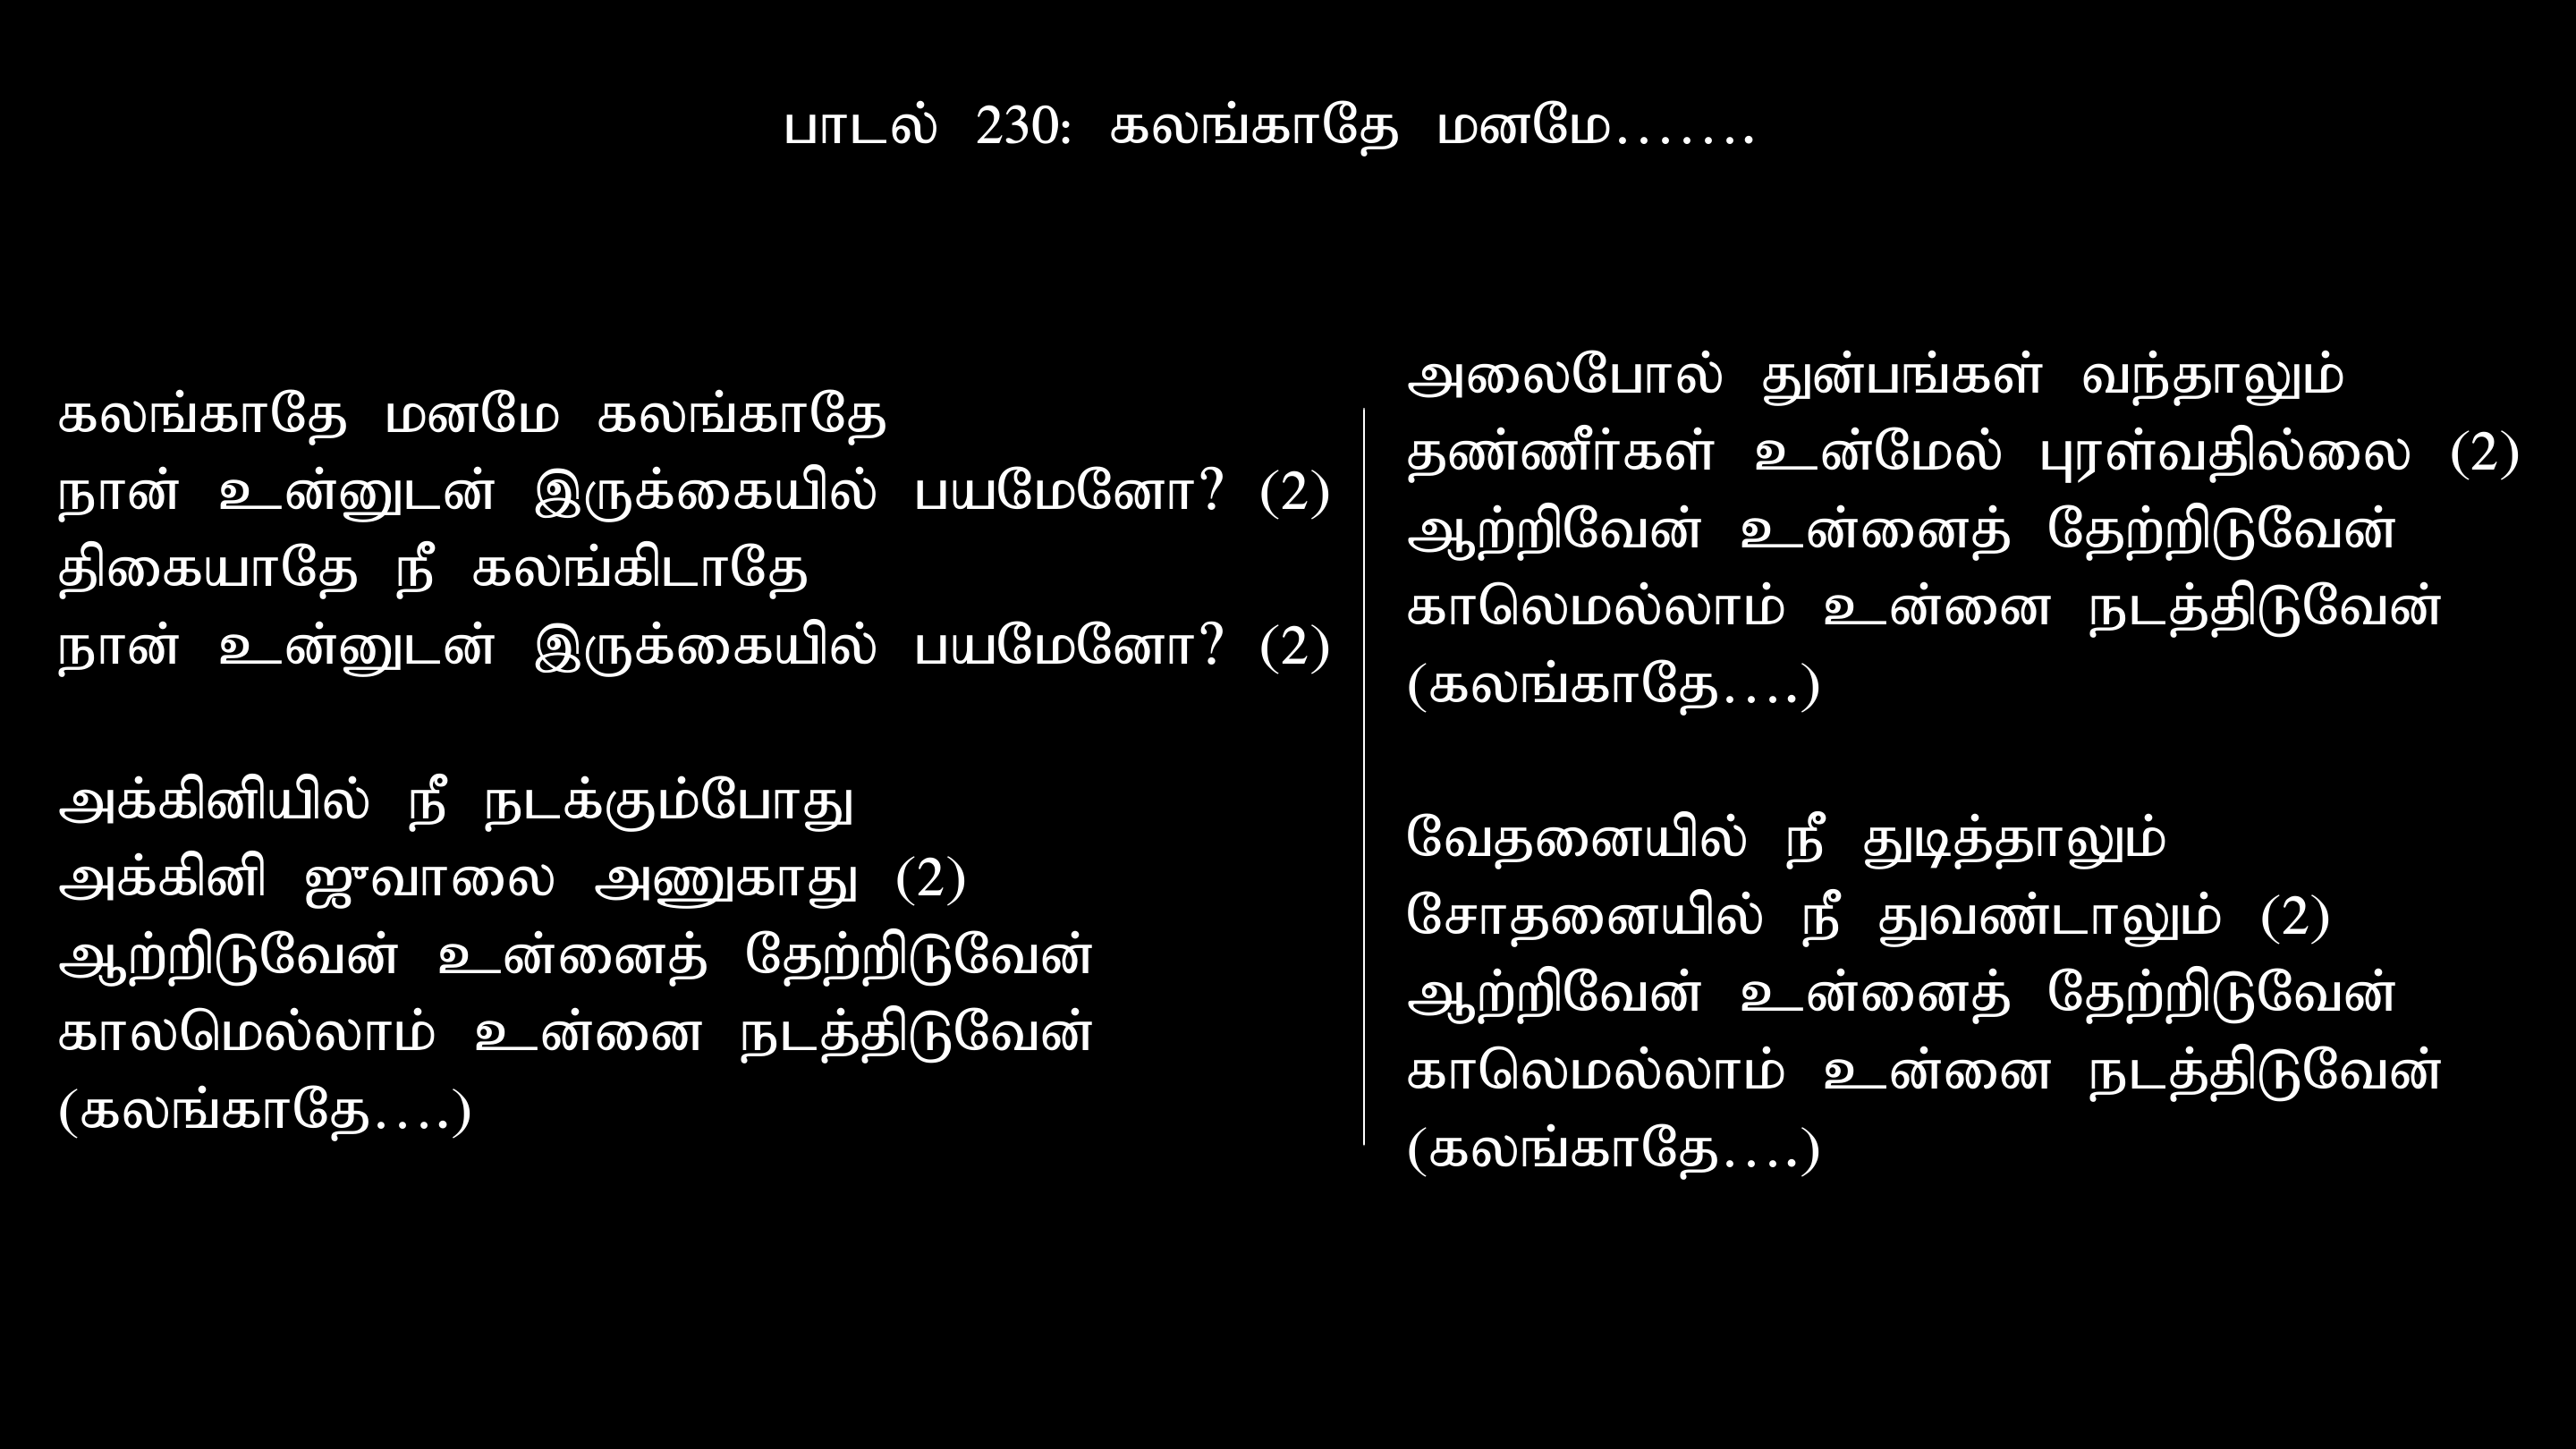 பாடல் 230: கலங்காதே மனமே.......
கலங்காதே மனமே கலங்காதே
நான் உன்னுடன் இருக்கையில் பயமேனோ? (2)
திகையாதே நீ கலங்கிடாதே
நான் உன்னுடன் இருக்கையில் பயமேனோ? (2)
அக்கினியில் நீ நடக்கும்போது
அக்கினி ஜுவாலை அணுகாது (2)
ஆற்றிடுவேன் உன்னைத் தேற்றிடுவேன்
காலமெல்லாம் உன்னை நடத்திடுவேன்
(கலங்காதே....)
அலைபோல் துன்பங்கள் வந்தாலும்
தண்ணீர்கள் உன்மேல் புரள்வதில்லை (2)
ஆற்றிவேன் உன்னைத் தேற்றிடுவேன்
காலெமல்லாம் உன்னை நடத்திடுவேன்
(கலங்காதே....)
வேதனையில் நீ துடித்தாலும்
சோதனையில் நீ துவண்டாலும் (2)
ஆற்றிவேன் உன்னைத் தேற்றிடுவேன்
காலெமல்லாம் உன்னை நடத்திடுவேன்
(கலங்காதே....)